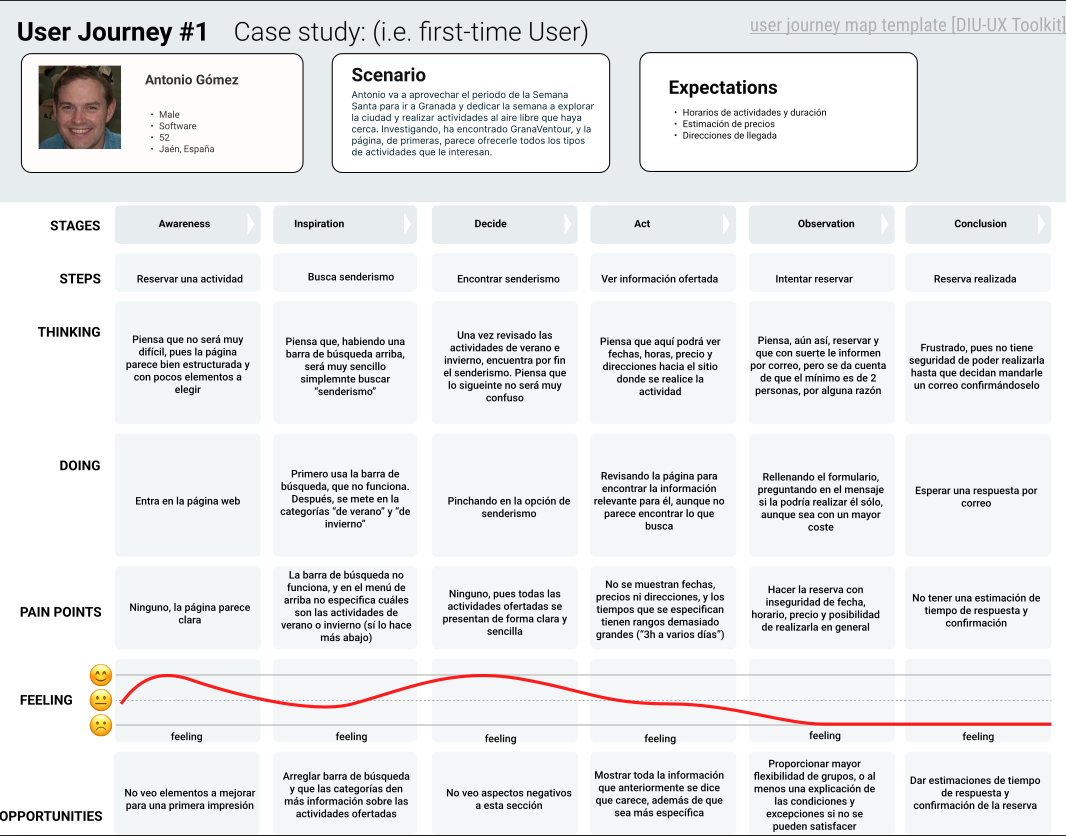 User Journey #1 Case study: (i.e. first-time User)
user journey map template [DIU-UX Toolkit]
Antonio Gómez
• Male
• Software
• 52
• Jaén, España
Scenario
Antonio va a aprovechar el periodo de la Semana
Santa para ir a Granada y dedicar la semana a explorar
la ciudad y realizar actividades al aire libre que haya
cerca. Investigando, ha encontrado GranaVentour, y la
página, de primeras, parece ofrecerle todos los tipos
de actividades que le interesan.
Expectations
• Horarios de actividades y duración
• Estimación de precios
• Direcciones de llegada
STAGES
Awareness
Inspiration
Decide
Act
Observation
Conclusion
STEPS
Reservar una actividad
Busca senderismo
Encontrar senderismo
Ver información ofertada
Intentar reservar
Reserva realizada
THINKING
Piensa que no será muy
difícil, pues la página
parece bien estructurada y
con pocos elementos a
elegir
Piensa que, habiendo una
barra de búsqueda arriba,
será muy sencillo
simplemnte buscar
“senderismo”
Una vez revisado las
actividades de verano e
invierno, encuentra por fin
el senderismo. Piensa que
lo sigueinte no será muy
confuso
Piensa que aquí podrá ver
fechas, horas, precio y
direcciones hacia el sitio
donde se realice la
actividad
Piensa, aún así, reservar y
que con suerte le informen
por correo, pero se da cuenta
de que el mínimo es de 2
personas, por alguna razón
Frustrado, pues no tiene
seguridad de poder realizarla
hasta que decidan mandarle
un correo confirmándoselo
DOING
Entra en la página web
Primero usa la barra de
búsqueda, que no funciona.
Después, se mete en la
categorías “de verano” y “de
invierno”
Pinchando en la opción de
senderismo
Revisando la página para
encontrar la información
relevante para él, aunque no
parece encontrar lo que
busca
Rellenando el formulario,
preguntando en el mensaje
si la podría realizar él sólo,
aunque sea con un mayor
coste
Esperar una respuesta por
correo
PAIN POINTS
Ninguno, la página parece
clara
La barra de búsqueda no
funciona, y en el menú de
arriba no especifica cuáles
son las actividades de
verano o invierno (sí lo hace
más abajo)
Ninguno, pues todas las
actividades ofertadas se
presentan de forma clara y
sencilla
No se muestran fechas,
precios ni direcciones, y los
tiempos que se especifican
tienen rangos demasiado
grandes (“3h a varios días”)
Hacer la reserva con
inseguridad de fecha,
horario, precio y posibilidad
de realizarla en general
No tener una estimación de
tiempo de respuesta y
confirmación
FEELING
feeling
feeling
feeling
feeling
feeling
feeling
OPPORTUNITIES
No veo elementos a mejorar
para una primera impresión
Arreglar barra de búsqueda
y que las categorías den
más información sobre las
actividades ofertadas
No veo aspectos negativos
a esta sección
Mostrar toda la información
que anteriormente se dice
que carece, además de que
sea más específica
Proporcionar mayor
flexibilidad de grupos, o al
menos una explicación de
las condiciones y
excepciones si no se
pueden satisfacer
Dar estimaciones de tiempo
de respuesta y
confirmación de la reserva